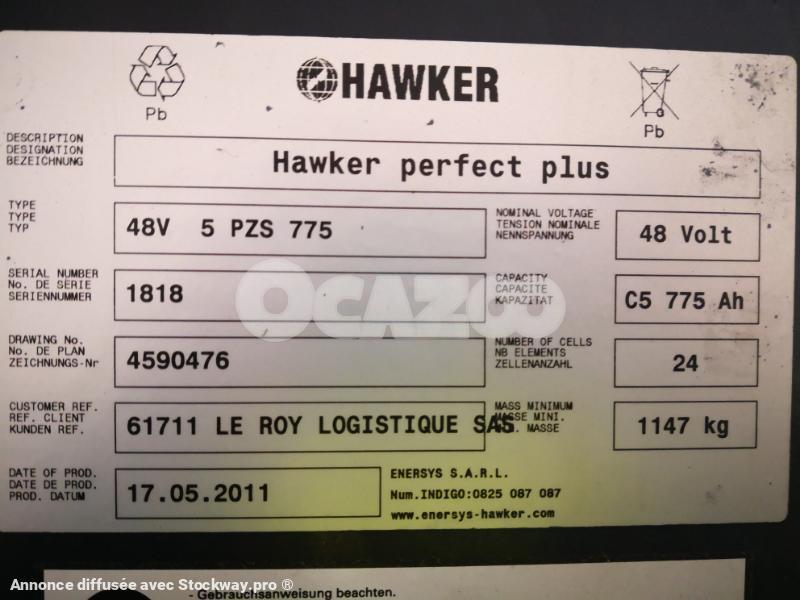 Pb
HAWKER
Pb
DESCRIPTION
DESIGNATION
BEZEICHNUNG
Hawker perfect plus
TYPE
TYPE
TYP
48V 5 PZS 775
NOMINAL VOLTAGE
TENSION NOMINALE
NENNSPANNUNG
48 Volt
SERIAL NUMBER
No. DE SERIE
SERIENNUMMER
1818
CAPACITY
CAPACITE
KAPAZITAT
C5 775 Ah
OCAZOO
DRAWING No.
No. DE PLAN
ZEICHNUNGS-Nr
4590476
NUMBER OF CELLS
NB ELEMENTS
ZELLENANZAHL
24
CUSTOMER REF.
REF. CLIENT
KUNDEN REF.
61711 LE ROY LOGISTIQUE SAS
MASS MINIMUM
MASSE MINI.
MASSE
1147 kg
DATE OF PROD.
DATE DE PROD.
PROD. DATUM
17.05.2011
ENERSYS S.A.R.L.
Num.INDIGO:0825 087 087
www.enersys-hawker.com
Annonce diffusée avec Stockway.pro ®
- Gebrauchsanweisung beachten.